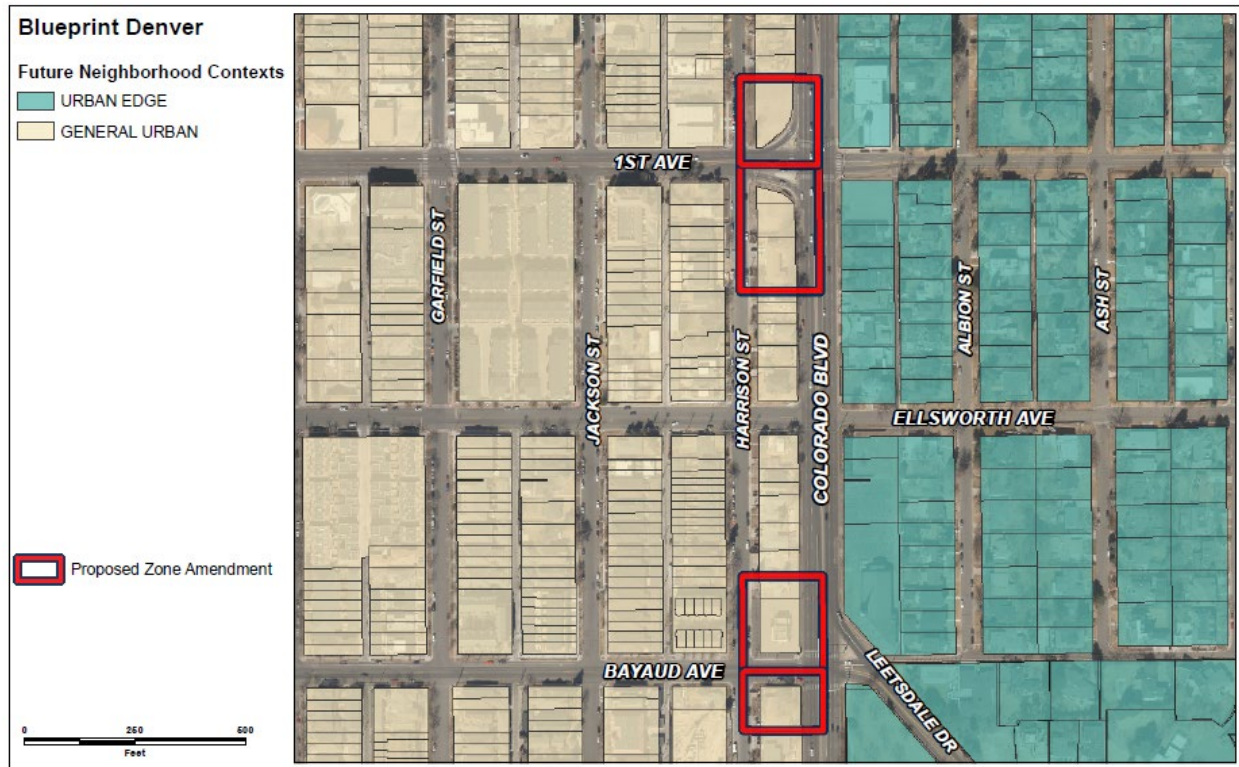 Blueprint Denver
Future Neighborhood Contexts
URBAN EDGE
GENERAL URBAN
Proposed Zone Amendment
0 250 500
Feet
1ST AVE
GARFIELD ST
JACKSON ST
HARRISON ST
COLORADO BLVD
ALBION ST
ASH ST
ELLSWORTH AVE
BAYAUD AVE
LEETSDALE DR